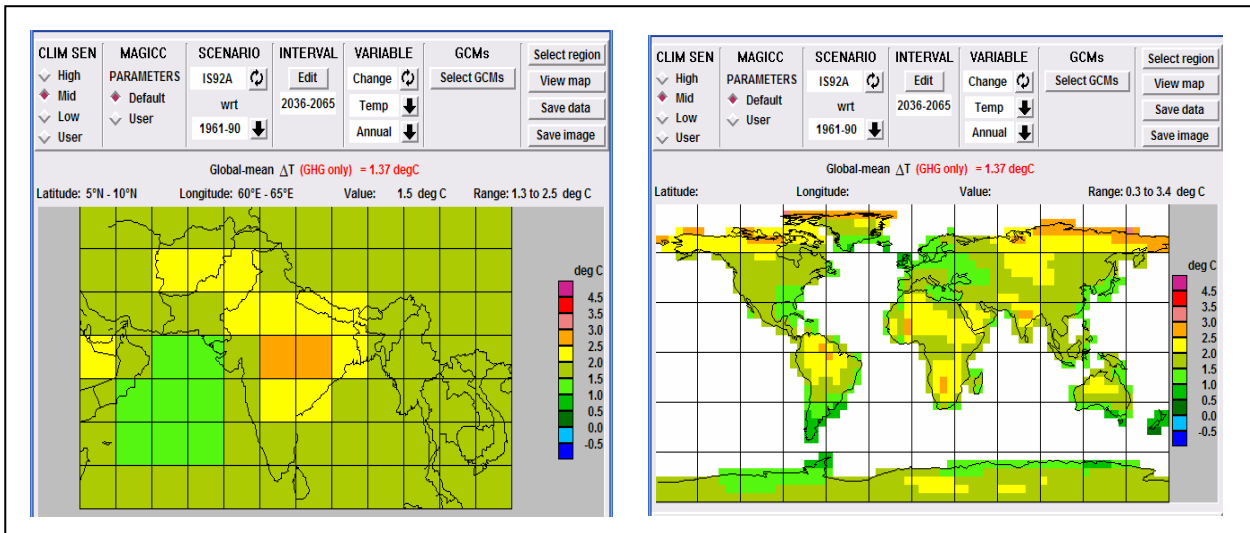 CLIM SEN MAGICC SCENARIO INTERVAL VARIABLE GCMs Select region
High PARAMETERS IS92A Edit Change Select GCMs View map
Mid Default wrt 2036-2065 Temp Save data
Low User 1961-90 Annual Save image
User
Global-mean ΔT (GHG only) = 1.37 degC
Latitude: 5°N - 10°N Longitude: 60°E - 65°E Value: 1.5 deg C Range: 1.3 to 2.5 deg C
deg C
4.5
3.5
3.0
2.5
2.0
1.5
1.0
0.5
0.0
-0.5
CLIM SEN MAGICC SCENARIO INTERVAL VARIABLE GCMs Select region
High PARAMETERS IS92A Edit Change Select GCMs View map
Mid Default wrt 2036-2065 Temp Save data
Low User 1961-90 Annual Save image
User
Global-mean ΔT (GHG only) = 1.37 degC
Latitude: Longitude: Value: Range: 0.3 to 3.4 deg C
deg C
4.5
3.5
3.0
2.5
2.0
1.5
1.0
0.5
0.0
-0.5